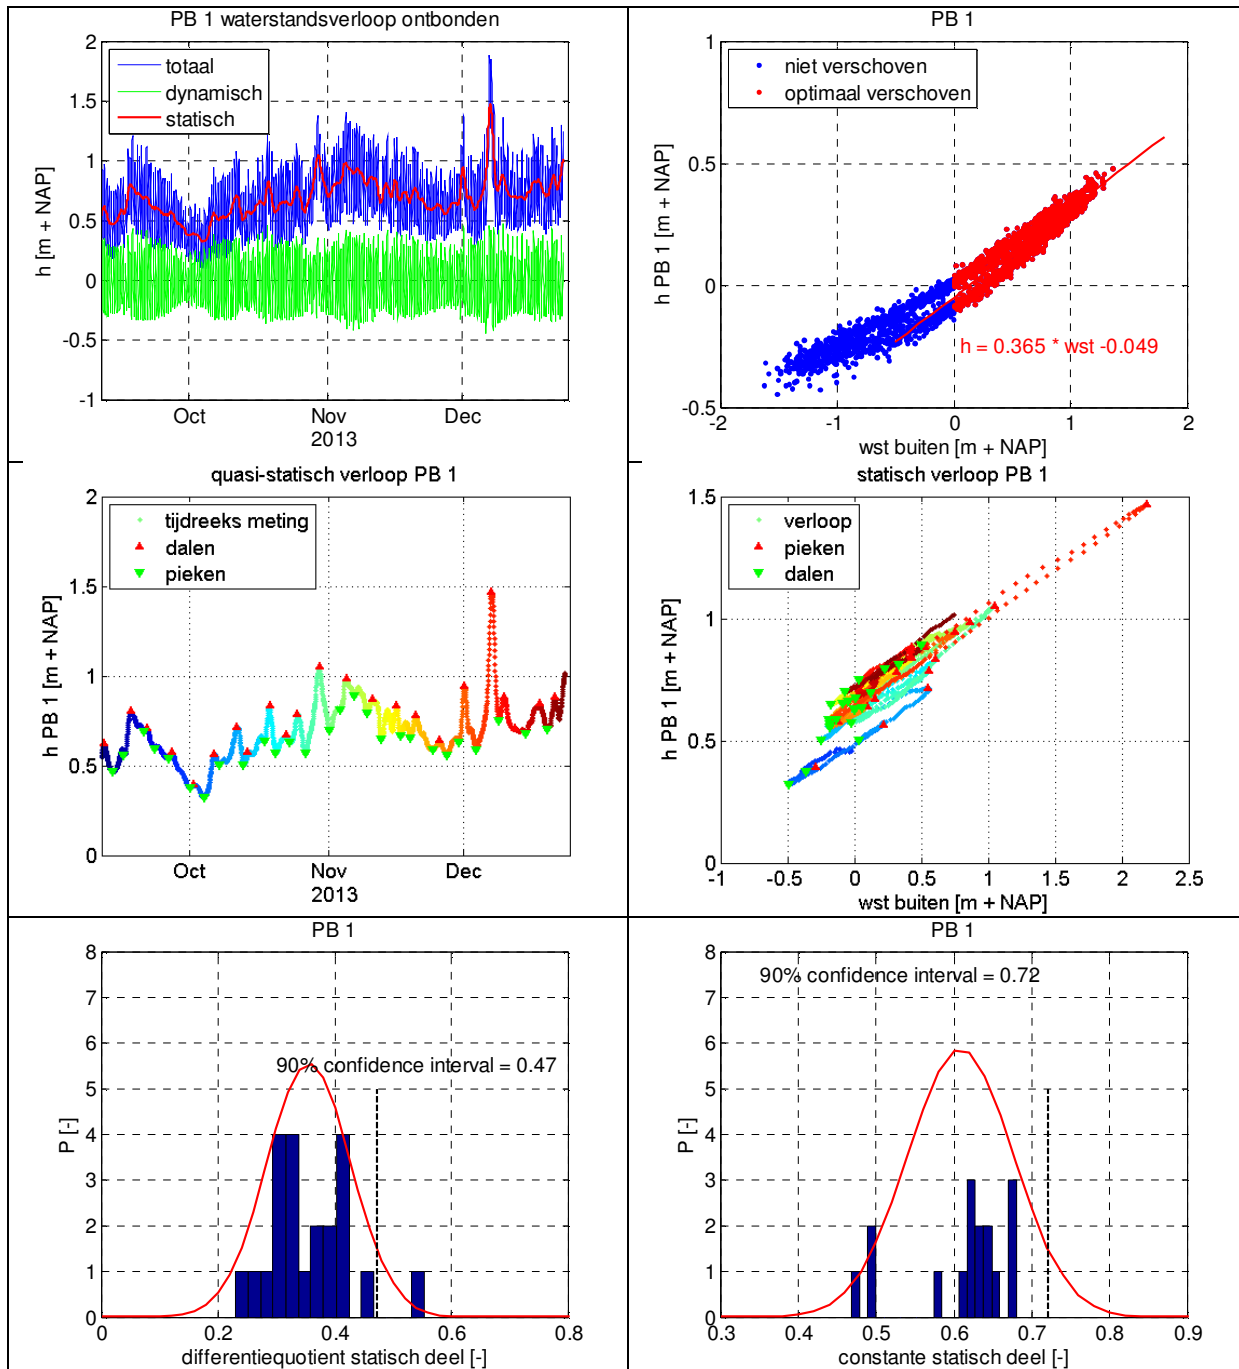 PB 1 waterstandsverloop ontbonden
2
1.5
1
0.5
0
-0.5
-1
h [m + NAP]
totaal
dynamisch
statisch
Oct
Nov
Dec
2013
PB 1
1
0.5
0
-0.5
h PB 1 [m + NAP]
niet verschoven
optimaal verschoven
h = 0.365 * wst -0.049
-2
-1
0
1
2
wst buiten [m + NAP]
quasi-statisch verloop PB 1
2
1.5
1
0.5
0
h PB 1 [m + NAP]
tijdreeks meting
dalen
pieken
Oct
Nov
Dec
2013
statisch verloop PB 1
1.5
1
0.5
0
h PB 1 [m + NAP]
verloop
pieken
dalen
-1
-0.5
0
0.5
1
1.5
2
2.5
wst buiten [m + NAP]
PB 1
8
7
6
5
4
3
2
1
0
P [-]
90% confidence interval = 0.47
0
0.2
0.4
0.6
0.8
differentiequotient statisch deel [-]
PB 1
8
7
6
5
4
3
2
1
0
P [-]
90% confidence interval = 0.72
0.3
0.4
0.5
0.6
0.7
0.8
0.9
constante statisch deel [-]